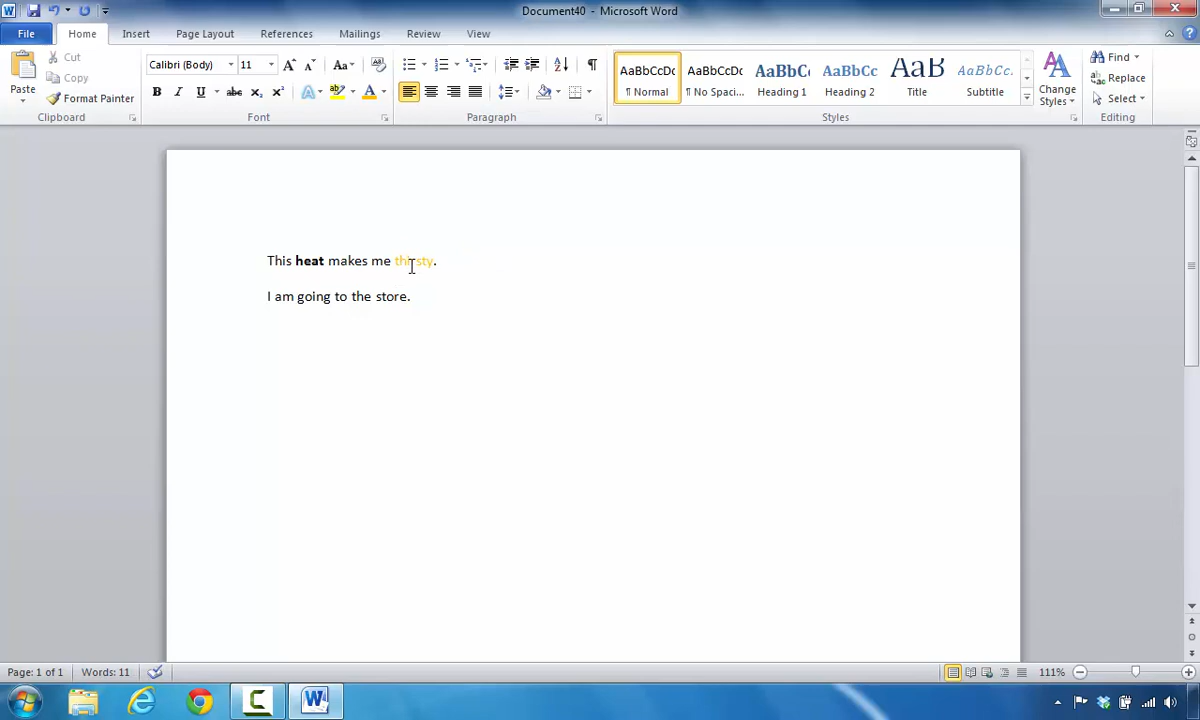 Document40 - Microsoft Word
File Home Insert Page Layout References Mailings Review View
Cut
Copy
Format Painter
Paste
Clipboard
Calibri (Body) 11
Font
Paragraph
AaBbCcDc AaBbCcDc AaBbCc AaBbCc AaB AaBbCc.
¶ Normal ¶ No Spaci... Heading 1 Heading 2 Title Subtitle
Styles
Change Styles
Find
Replace
Select
Editing
This heat makes me thirsty.
I am going to the store.
Page: 1 of 1 Words: 11 111%